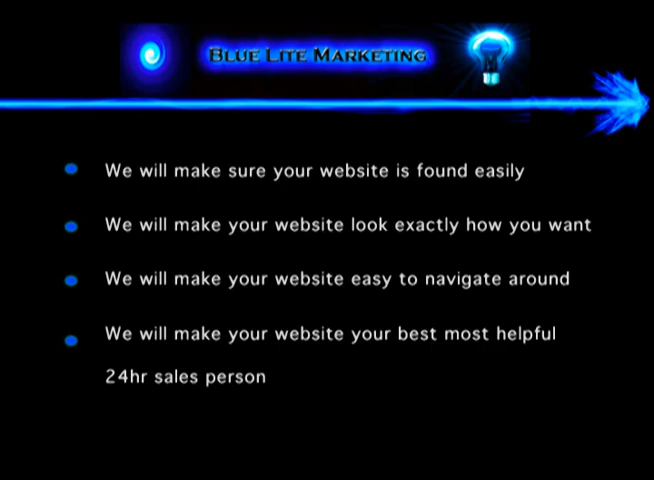 Blue Lite Marketing
We will make sure your website is found easily
We will make your website look exactly how you want
We will make your website easy to navigate around
We will make your website your best most helpful
24hr sales person